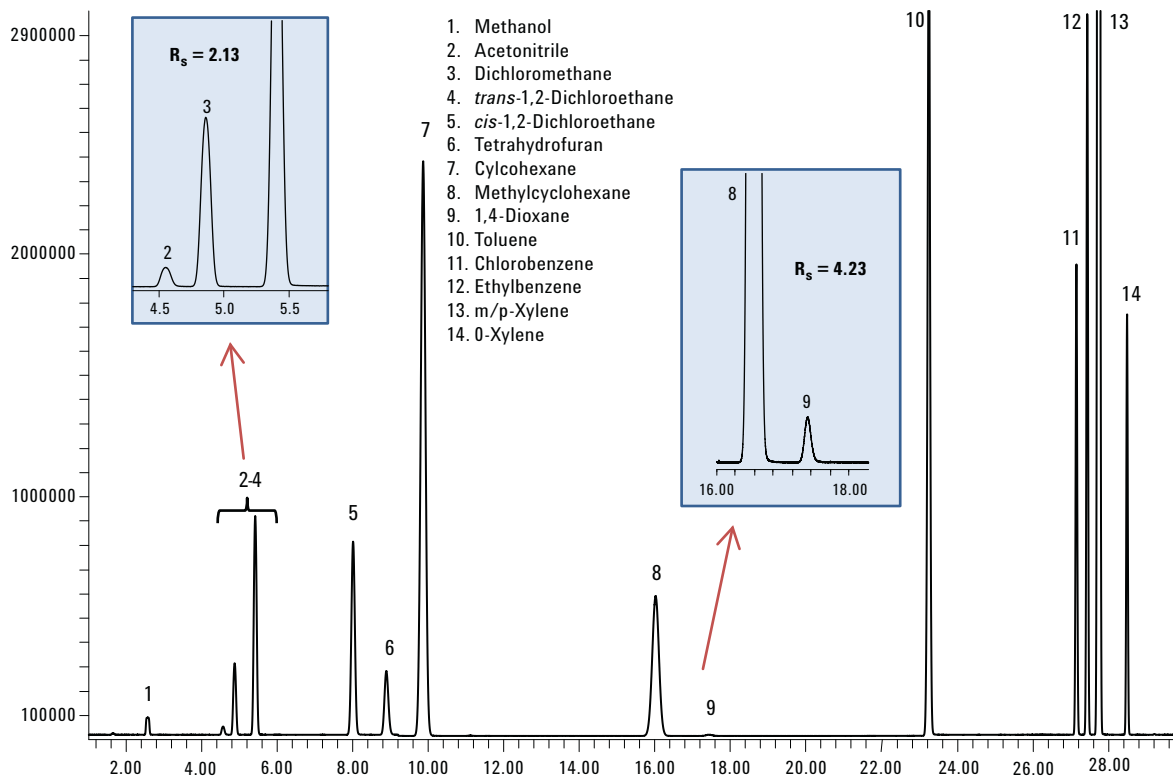 2900000
2000000
1000000
100000
Rs = 2.13
2
3
4.5 5.0 5.5
1. Methanol
2. Acetonitrile
3. Dichloromethane
4. trans-1,2-Dichloroethane
5. cis-1,2-Dichloroethane
6. Tetrahydrofuran
7. Cylcohexane
8. Methylcyclohexane
9. 1,4-Dioxane
10. Toluene
11. Chlorobenzene
12. Ethylbenzene
13. m/p-Xylene
14. 0-Xylene
8
Rs = 4.23
9
16.00 18.00
1
2-4
5
6
7
8
9
10
11
12
13
14
2.00 4.00 6.00 8.00 10.00 12.00 14.00 16.00 18.00 20.00 22.00 24.00 26.00 28.00